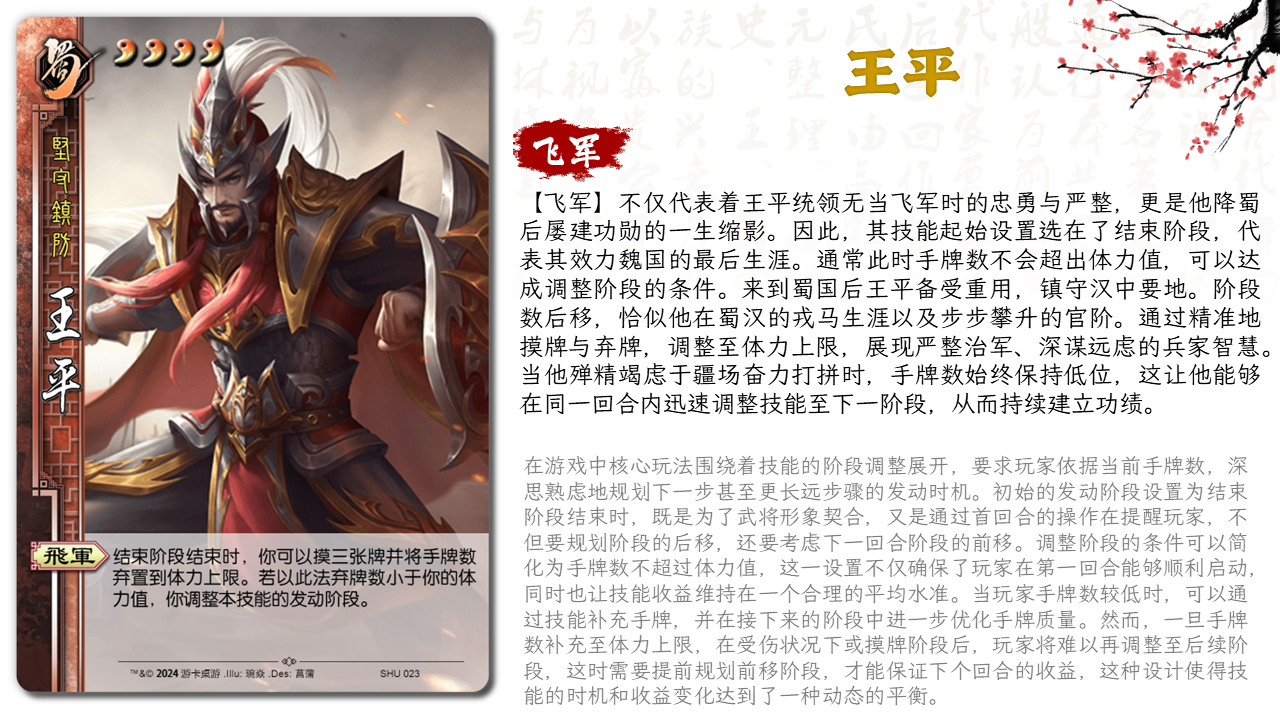 蜀
堅守鎮防
王平
飛軍
结束阶段结束时，你可以摸三张牌并将手牌数
弃置到体力上限。若以此法弃牌数小于你的体
力值，你调整本技能的发动阶段。
™&© 2024 游卡桌游 .Illu: 琬焱 .Des: 菖蒲
SHU 023
王平
飞军
【飞军】不仅代表着王平统领无当飞军时的忠勇与严整，更是他降蜀
后屡建功勋的一生缩影。因此，其技能起始设置选在了结束阶段，代
表其效力魏国的最后生涯。通常此时手牌数不会超出体力值，可以达
成调整阶段的条件。来到蜀国后王平备受重用，镇守汉中要地。阶段
数后移，恰似他在蜀汉的戎马生涯以及步步攀升的官阶。通过精准地
摸牌与弃牌，调整至体力上限，展现严整治军、深谋远虑的兵家智慧。
当他殚精竭虑于疆场奋力打拼时，手牌数始终保持低位，这让他能够
在同一回合内迅速调整技能至下一阶段，从而持续建立功绩。
在游戏中核心玩法围绕着技能的阶段调整展开，要求玩家依据当前手牌数，深
思熟虑地规划下一步甚至更长远步骤的发动时机。初始的发动阶段设置为结束
阶段结束时，既是为了武将形象契合，又是通过首回合的操作在提醒玩家，不
但要规划阶段的后移，还要考虑下一回合阶段的前移。调整阶段的条件可以简
化为手牌数不超过体力值，这一设置不仅确保了玩家在第一回合能够顺利启动，
同时也让技能收益维持在一个合理的平均水准。当玩家手牌数较低时，可以通
过技能补充手牌，并在接下来的阶段中进一步优化手牌质量。然而，一旦手牌
数补充至体力上限，在受伤状况下或摸牌阶段后，玩家将难以再调整至后续阶
段，这时需要提前规划前移阶段，才能保证下个回合的收益，这种设计使得技
能的时机和收益变化达到了一种动态的平衡。